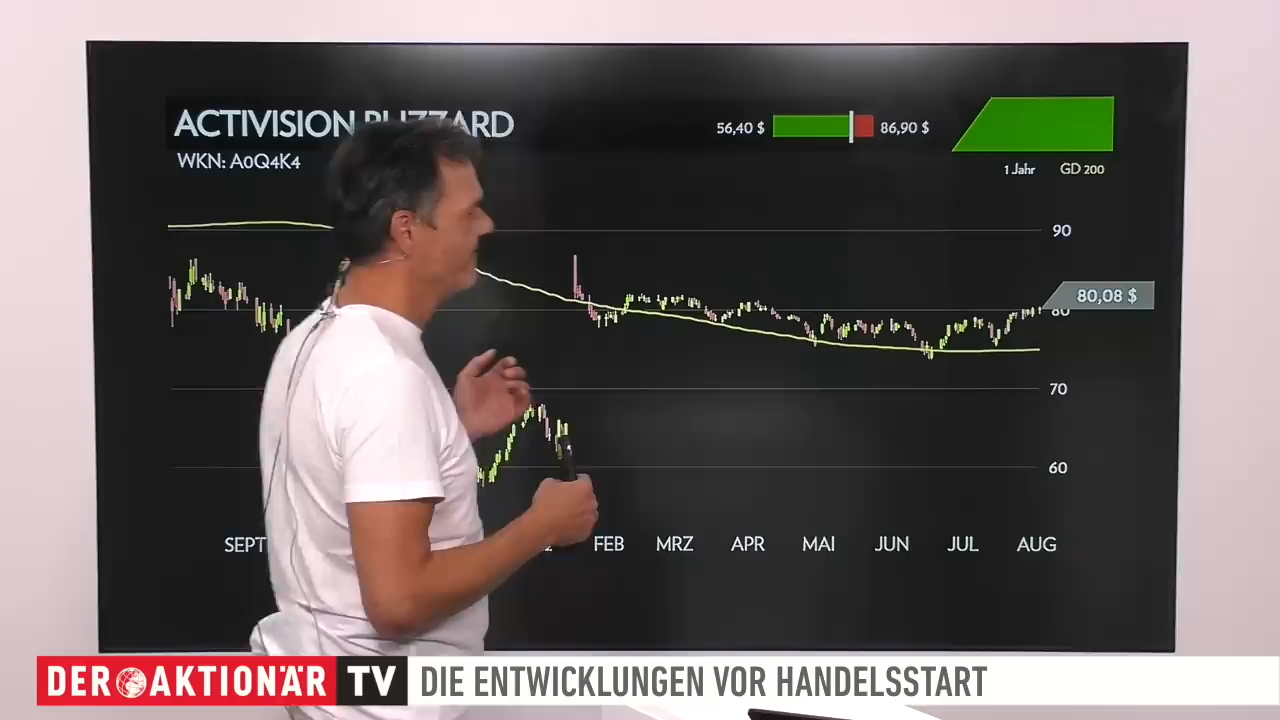 ACTIVISION BLIZZARD
WKN: A0Q4K4
56,40 $
86,90 $
1 Jahr
GD 200
90
80,08 $
80
70
60
SEPT
FEB
MRZ
APR
MAI
JUN
JUL
AUG
DER AKTIONÄR TV
DIE ENTWICKLUNGEN VOR HANDELSSTART